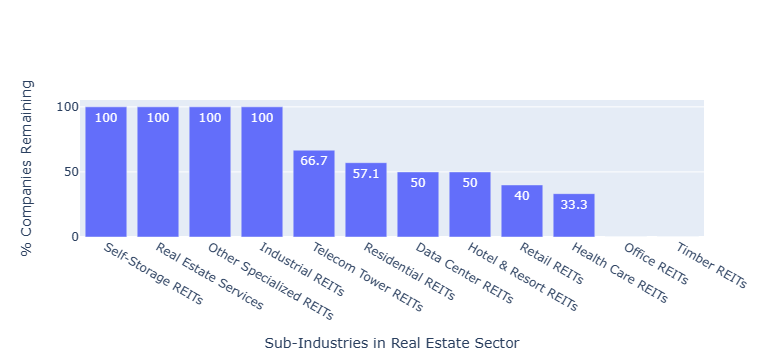 % Companies Remaining
100
50
0
100
100
100
100
66.7
57.1
50
50
40
33.3
Self-Storage REITs
Real Estate Services
Other Specialized REITs
Industrial REITs
Telecom Tower REITs
Residential REITs
Data Center REITs
Hotel & Resort REITs
Retail REITs
Health Care REITs
Office REITs
Timber REITs
Sub-Industries in Real Estate Sector